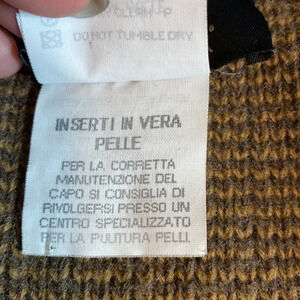 CLEAN P
DO NOT TUMBLE DRY
INSERTI IN VERA
PELLE
PER LA CORRETTA
MANUTENZIONE DEL
CAPO SI CONSIGLIA DI
RIVOLGERSI PRESSO UN
CENTRO SPECIALIZZATO
PER LA PULITURA PELLI.